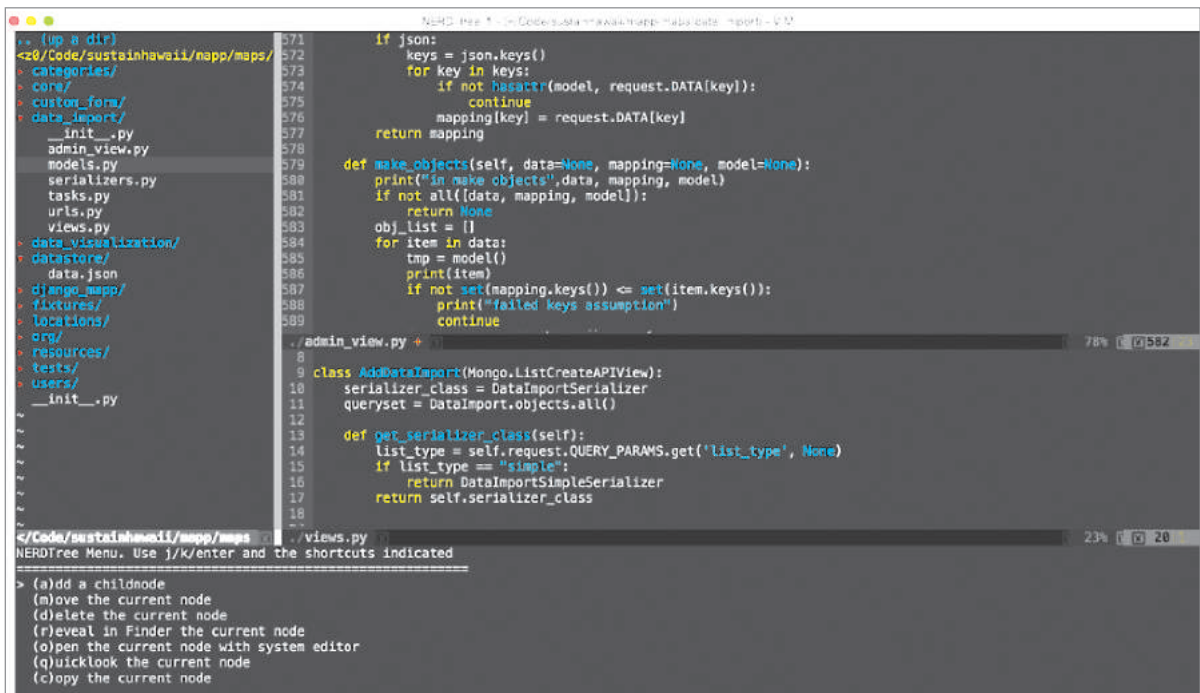 .. (up a dir)
<z0/Code/sustainhawaii/mapp/maps/
▸ categories/
▸ core/
▸ custom_form/
▾ data_import/
__init__.py
admin_view.py
models.py
serializers.py
tasks.py
urls.py
views.py
▸ data_visualization/
▾ datastore/
data.json
▸ django_mapp/
▸ fixtures/
▸ locations/
▸ org/
▸ resources/
▸ tests/
▸ users/
__init__.py
~
~
~
~
~
~
~
~
</Code/sustainhawaii/mapp/maps
571 if json:
572 keys = json.keys()
573 for key in keys:
574 if not hasattr(model, request.DATA[key]):
575 continue
576 mapping[key] = request.DATA[key]
577 return mapping
578
579 def make_objects(self, data=None, mapping=None, model=None):
580 print("in make objects",data, mapping, model)
581 if not all([data, mapping, model]):
582 return None
583 obj_list = []
584 for item in data:
585 tmp = model()
586 print(item)
587 if not set(mapping.keys()) <= set(item.keys()):
588 print("failed keys assumption")
589 continue
./admin_view.py + 78% 582
8
9 class AddDataImport(Mongo.ListCreateAPIView):
10 serializer_class = DataImportSerializer
11 queryset = DataImport.objects.all()
12
13 def get_serializer_class(self):
14 list_type = self.request.QUERY_PARAMS.get('list_type', None)
15 if list_type == "simple":
16 return DataImportSimpleSerializer
17 return self.serializer_class
18
./views.py 23% 20
NERDTree Menu. Use j/k/enter and the shortcuts indicated
==========================================================
> (a)dd a childnode
(m)ove the current node
(d)elete the current node
(r)eveal in Finder the current node
(o)pen the current node with system editor
(q)uicklook the current node
(c)opy the current node